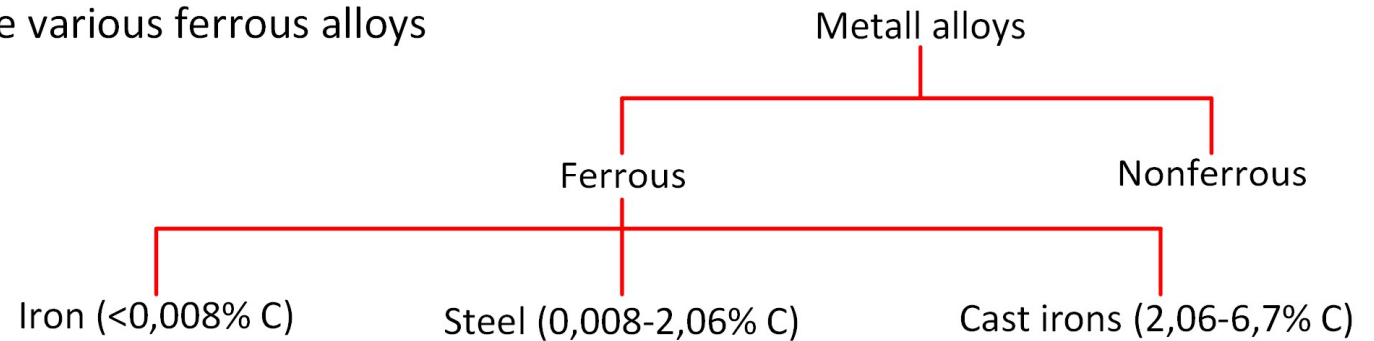 e various ferrous alloys
Metall alloys
Ferrous
Nonferrous
Iron (<0,008% C)
Steel (0,008-2,06% C)
Cast irons (2,06-6,7% C)